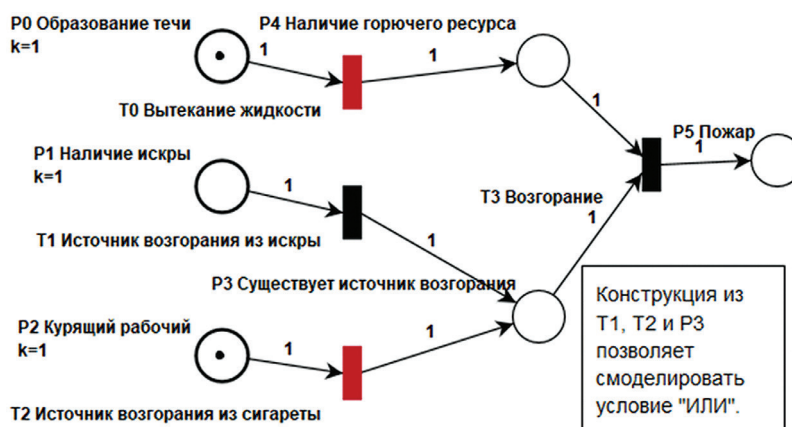 P0 Образование течи
k=1
1
P4 Наличие горючего ресурса
1
T0 Вытекание жидкости
1
P5 Пожар
1
P1 Наличие искры
k=1
1
T1 Источник возгорания из искры
1
T3 Возгорание
1
P3 Существует источник возгорания
P2 Курящий рабочий
k=1
1
1
T2 Источник возгорания из сигареты
Конструкция из
T1, T2 и P3
позволяет
смоделировать
условие "ИЛИ".